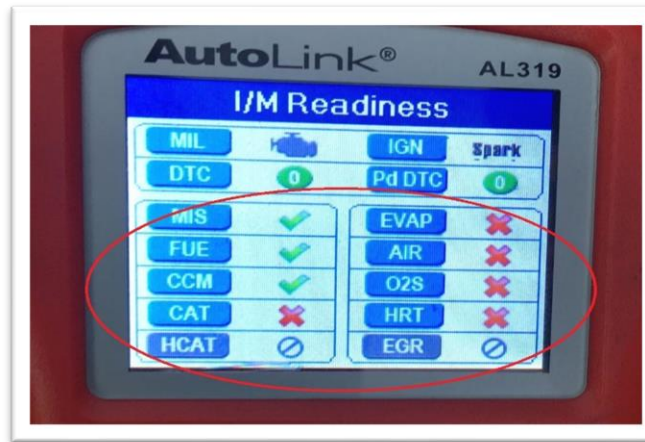 AutoLink® AL319
I/M Readiness
MIL IGN Spark
DTC 0 Pd DTC 0
MIS EVAP
FUE AIR
CCM O2S
CAT HRT
HCAT EGR